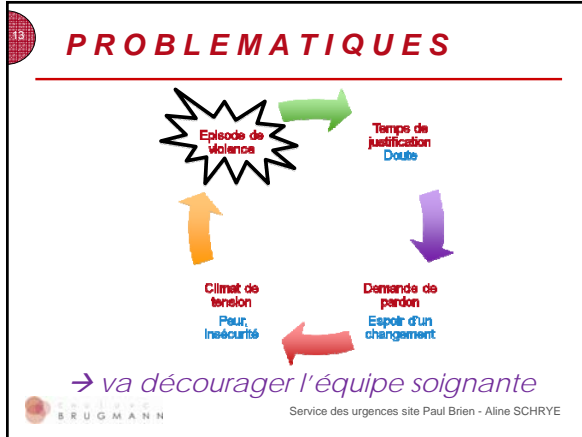 13
PROBLEMATIQUES
Episode de
violence
Temps de
justification
Doute
Demande de
pardon
Espoir d'un
changement
Climat de
tension
Peur,
Insécurité
→ va décourager l'équipe soignante
BRUGMANN
Service des urgences site Paul Brien - Aline SCHRYE